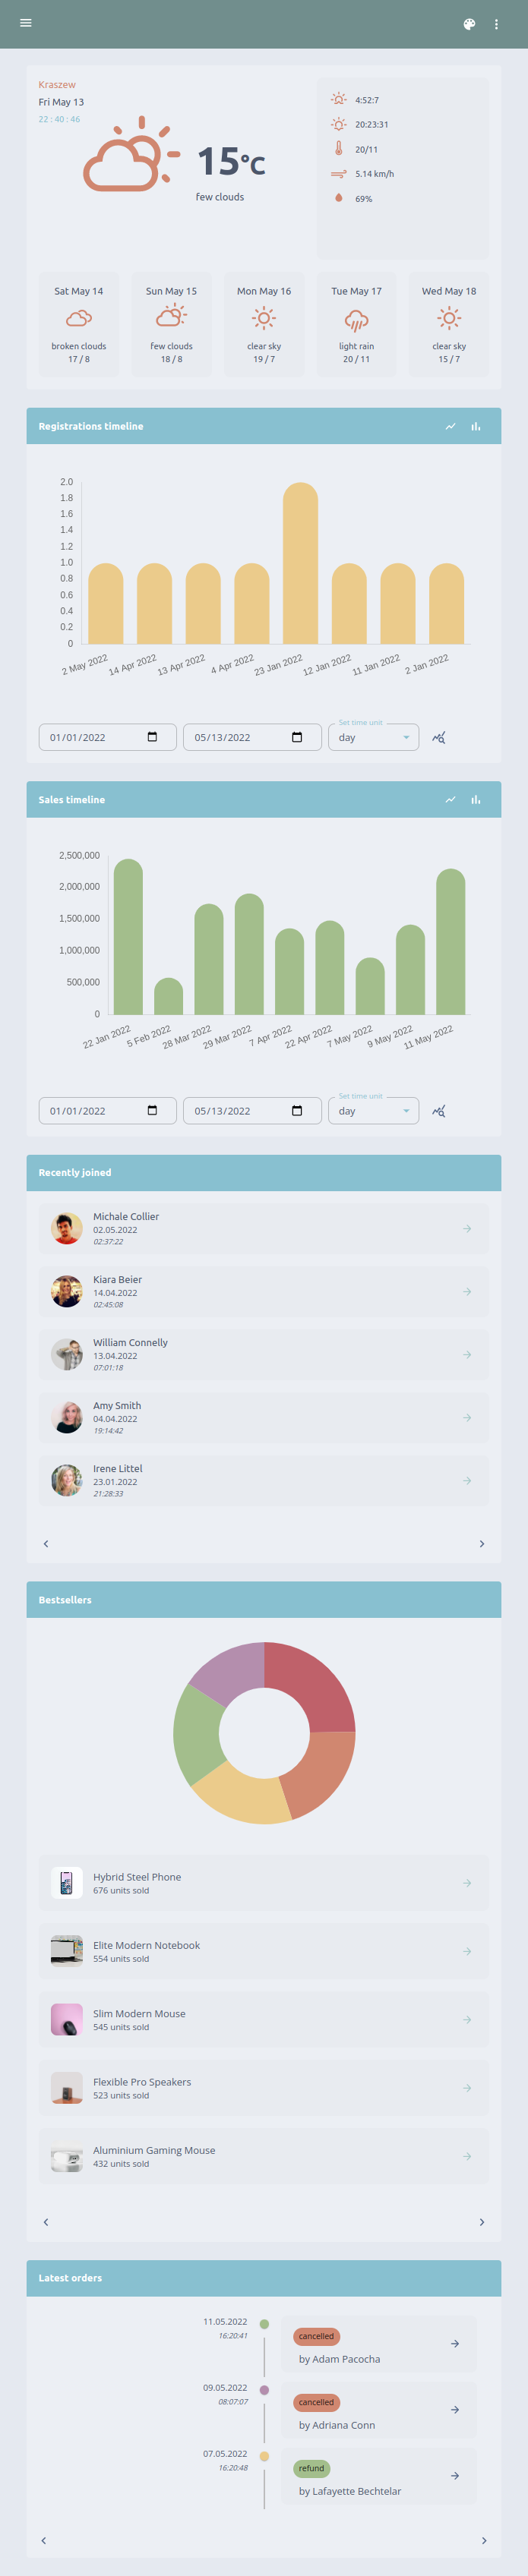 Kraszew
Fri May 13
22 : 40 : 46
15°C
few clouds
4:52:7
20:23:31
20/11
5.14 km/h
69%
Sat May 14
broken clouds
17 / 8
Sun May 15
few clouds
18 / 8
Mon May 16
clear sky
19 / 7
Tue May 17
light rain
20 / 11
Wed May 18
clear sky
15 / 7
Registrations timeline
2.0
1.8
1.6
1.4
1.2
1.0
0.8
0.6
0.4
0.2
0
2 May 2022
14 Apr 2022
13 Apr 2022
4 Apr 2022
23 Jan 2022
12 Jan 2022
11 Jan 2022
2 Jan 2022
01/01/2022
05/13/2022
Set time unit
day
Sales timeline
2,500,000
2,000,000
1,500,000
1,000,000
500,000
0
22 Jan 2022
5 Feb 2022
28 Mar 2022
29 Mar 2022
7 Apr 2022
22 Apr 2022
7 May 2022
9 May 2022
11 May 2022
01/01/2022
05/13/2022
Set time unit
day
Recently joined
Michale Collier
02.05.2022
02:37:22
Kiara Beier
14.04.2022
02:45:08
William Connelly
13.04.2022
07:01:18
Amy Smith
04.04.2022
19:14:42
Irene Littel
23.01.2022
21:28:33
Bestsellers
Hybrid Steel Phone
676 units sold
Elite Modern Notebook
554 units sold
Slim Modern Mouse
545 units sold
Flexible Pro Speakers
523 units sold
Aluminium Gaming Mouse
432 units sold
Latest orders
11.05.2022
16:20:41
cancelled
by Adam Pacocha
09.05.2022
08:07:07
cancelled
by Adriana Conn
07.05.2022
16:20:48
refund
by Lafayette Bechtelar